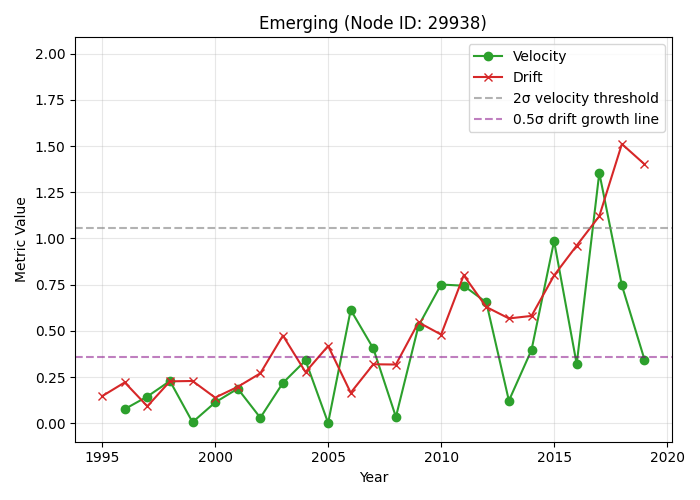 Emerging (Node ID: 29938)
2.00
1.75
1.50
1.25
1.00
0.75
0.50
0.25
0.00
Metric Value
Velocity
Drift
2σ velocity threshold
0.5σ drift growth line
1995
2000
2005
2010
2015
2020
Year